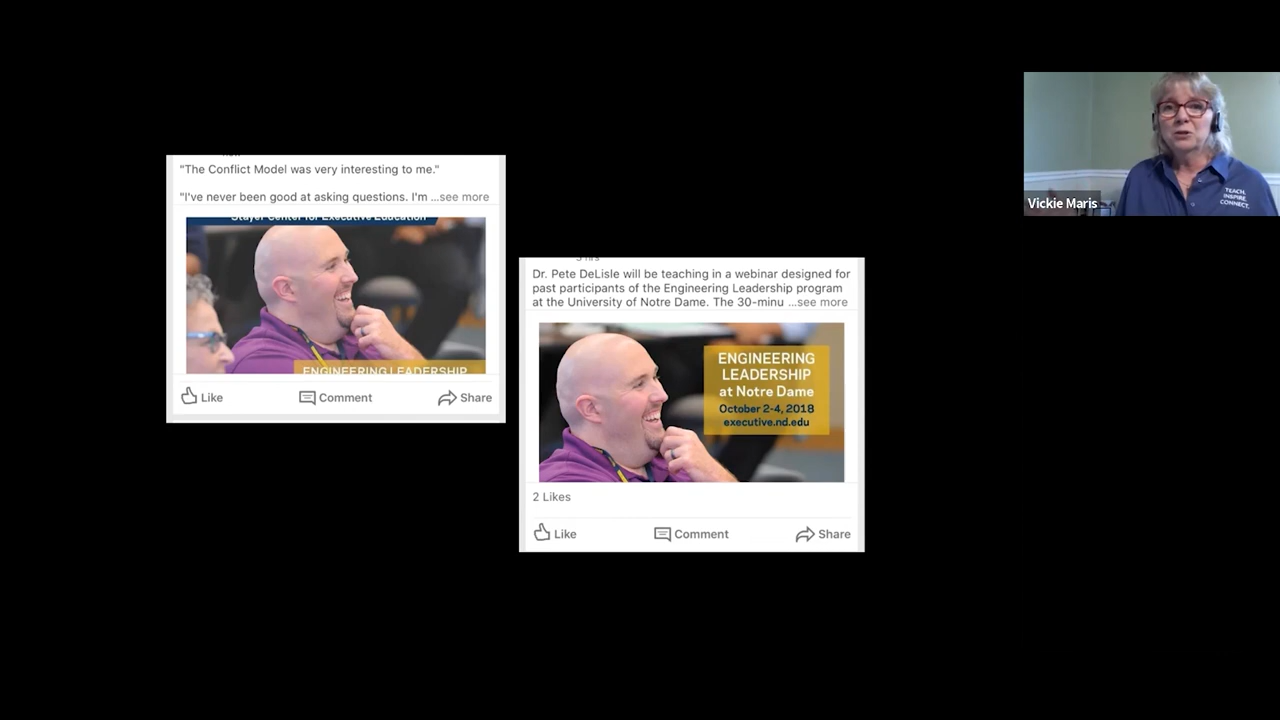 "The Conflict Model was very interesting to me."
"I've never been good at asking questions. I'm ...see more
Stayer Center for Executive Education
ENGINEERING LEADERSHIP
Like
Comment
Share
3 hrs
Dr. Pete DeLisle will be teaching in a webinar designed for
past participants of the Engineering Leadership program
at the University of Notre Dame. The 30-minu ...see more
ENGINEERING
LEADERSHIP
at Notre Dame
October 2-4, 2018
executive.nd.edu
2 Likes
Like
Comment
Share
TEACH.
INSPIRE.
CONNECT.
Vickie Maris